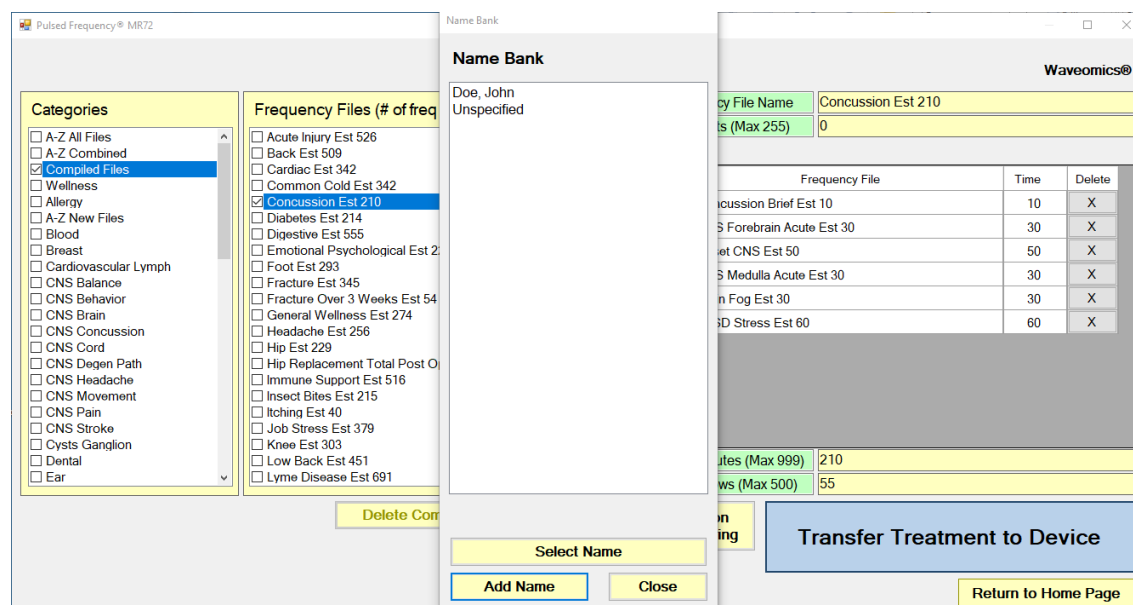 Pulsed Frequency® MR72
Name Bank
Waveomics®
Name Bank
Doe, John
Unspecified
Select Name
Add Name
Close
Categories
A-Z All Files
A-Z Combined
Compiled Files
Wellness
Allergy
A-Z New Files
Blood
Breast
Cardiovascular Lymph
CNS Balance
CNS Behavior
CNS Brain
CNS Concussion
CNS Cord
CNS Degen Path
CNS Headache
CNS Movement
CNS Pain
CNS Stroke
Cysts Ganglion
Dental
Ear
Frequency Files (# of freq
Acute Injury Est 526
Back Est 509
Cardiac Est 342
Common Cold Est 342
Concussion Est 210
Diabetes Est 214
Digestive Est 555
Emotional Psychological Est
Foot Est 293
Fracture Est 345
Fracture Over 3 Weeks Est 54
General Wellness Est 274
Headache Est 256
Hip Est 229
Hip Replacement Total Post
Immune Support Est 516
Insect Bites Est 215
Itching Est 40
Job Stress Est 379
Knee Est 303
Low Back Est 451
Lyme Disease Est 691
Delete Com
cy File Name Concussion Est 210
ts (Max 255) 0
Frequency File Time Delete
cussion Brief Est 10 10 X
S Forebrain Acute Est 30 30 X
et CNS Est 50 50 X
S Medulla Acute Est 30 30 X
n Fog Est 30 30 X
SD Stress Est 60 60 X
utes (Max 999) 210
ws (Max 500) 55
on
ing
Transfer Treatment to Device
Return to Home Page